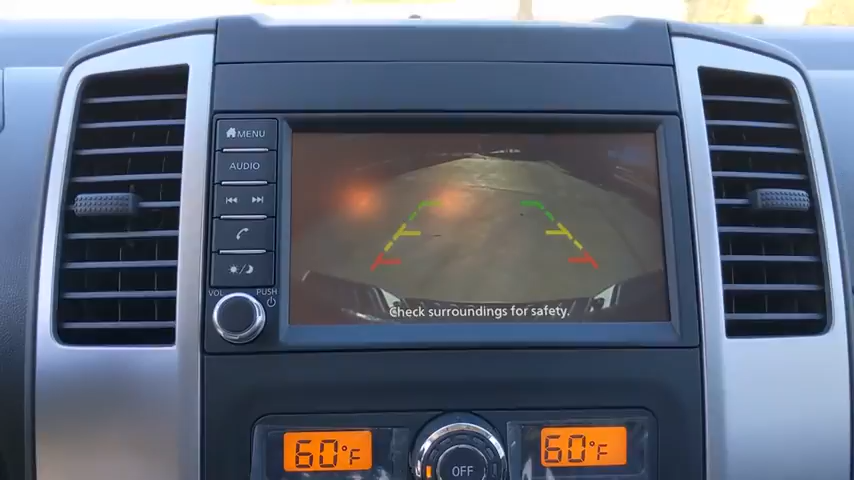 MENU
AUDIO
VOL
PUSH
Check surroundings for safety.
60°F
60°F
OFF